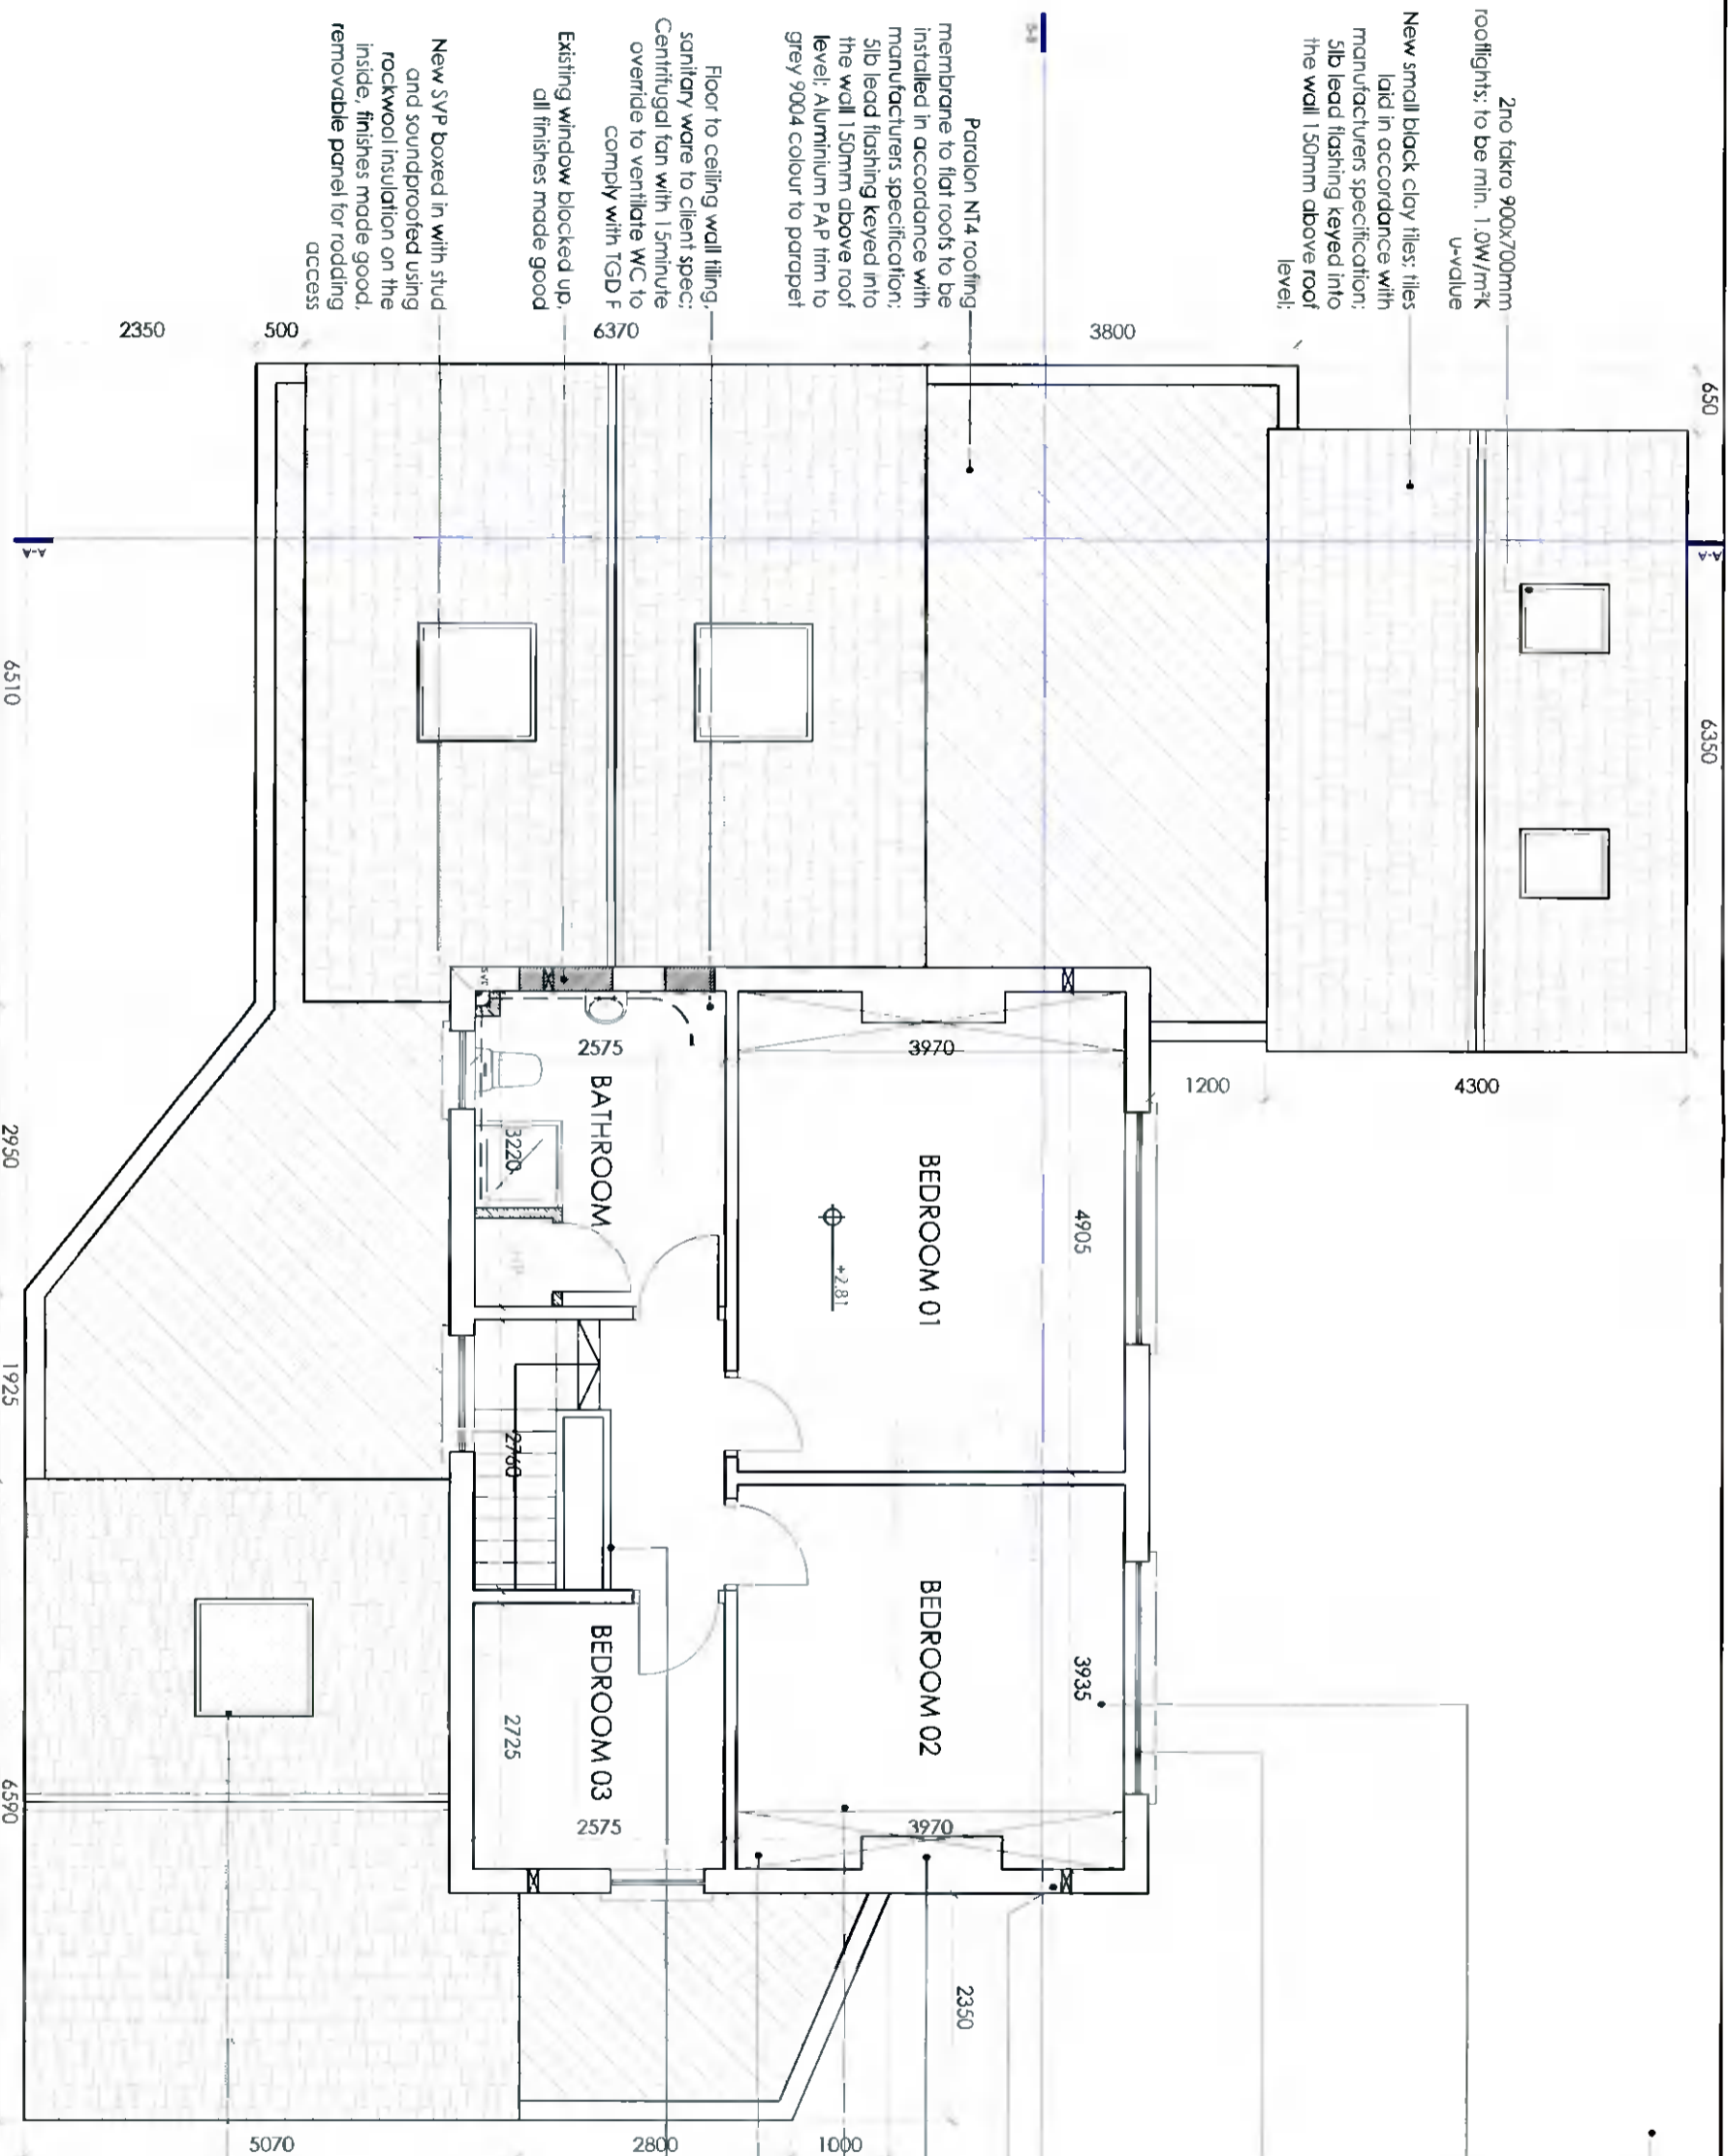 2no fakro 900x700mm
rooflights; to be min. 1.0W/m²K
u-value
New small black clay tiles; tiles
laid in accordance with
manufacturers specification;
5lb lead flashing keyed into
the wall 150mm above roof
level;
Paralon NT4 roofing
membrane to flat roofs to be
installed in accordance with
manufacturers specification;
5lb lead flashing keyed into
the wall 150mm above roof
level; Aluminium PAP trim to
grey 9004 colour to parapet
Floor to ceiling wall tiling,
sanitary ware to client spec;
Centrifugal fan with 15minute
override to ventilate WC to
comply with TGD F
Existing window blocked up,
all finishes made good
New SVP boxed in with stud
and soundproofed using
rockwool insulation on the
inside, finishes made good,
removable panel for rodding
access
650
6350
A-A
3800
6370
500
2350
4300
1200
BEDROOM 01
4905
3970
+2.81
BEDROOM 02
3935
3970
BATHROOM
2575
3220
SVP
2760
BEDROOM 03
2725
2575
2350
1000
2800
5070
A-A
6510
2950
1925
6590